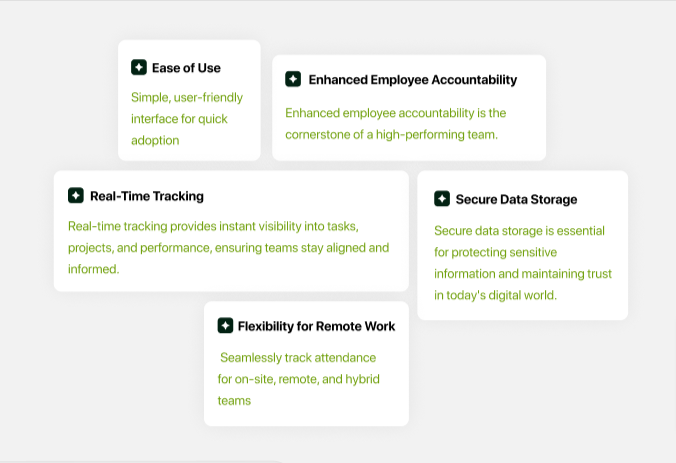 Ease of Use
Simple, user-friendly
interface for quick
adoption
Enhanced Employee Accountability
Enhanced employee accountability is the
cornerstone of a high-performing team.
Real-Time Tracking
Real-time tracking provides instant visibility into tasks,
projects, and performance, ensuring teams stay aligned and
informed.
Secure Data Storage
Secure data storage is essential
for protecting sensitive
information and maintaining trust
in today's digital world.
Flexibility for Remote Work
Seamlessly track attendance
for on-site, remote, and hybrid
teams